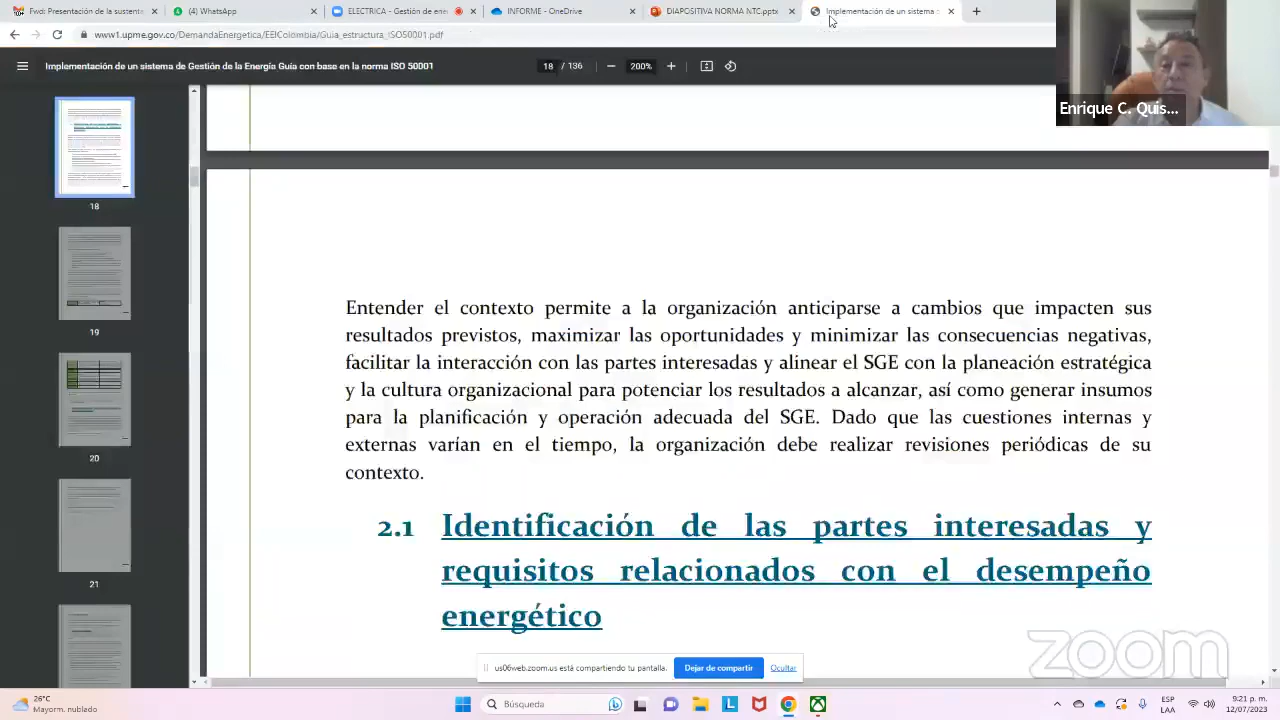 Fwd: Presentación de la sustent
WhatsApp
ELECTRICA - Gestión de ener
INFORME - OneDrive
DIAPOSITIVA NORMA NTC.pptx
Implementación de un sistema
www1.upme.gov.co/DemandaEnergetica/EEIColombia/Guia_estructura_ISO50001.pdf
Implementación de un sistema de Gestión de la Energía Guía con base en la norma ISO 50001
18 / 136
200%
Enrique C. Quis...
18
19
20
21
Entender el contexto permite a la organización anticiparse a cambios que impacten sus
resultados previstos, maximizar las oportunidades y minimizar las consecuencias negativas,
facilitar la interacción con las partes interesadas y alinear el SGE con la planeación estratégica
y la cultura organizacional para potenciar los resultados a alcanzar, así como generar insumos
para la planificación y operación adecuada del SGE. Dado que las cuestiones internas y
externas varían en el tiempo, la organización debe realizar revisiones periódicas de su
contexto.
2.1 Identificación de las partes interesadas y
requisitos relacionados con el desempeño
energético
us06web.zoom.us está compartiendo tu pantalla.
Dejar de compartir
Ocultar
zoom
26°C
Mayorm. nublado
Búsqueda
ESP
LAA
9:21 p. m.
12/07/2023